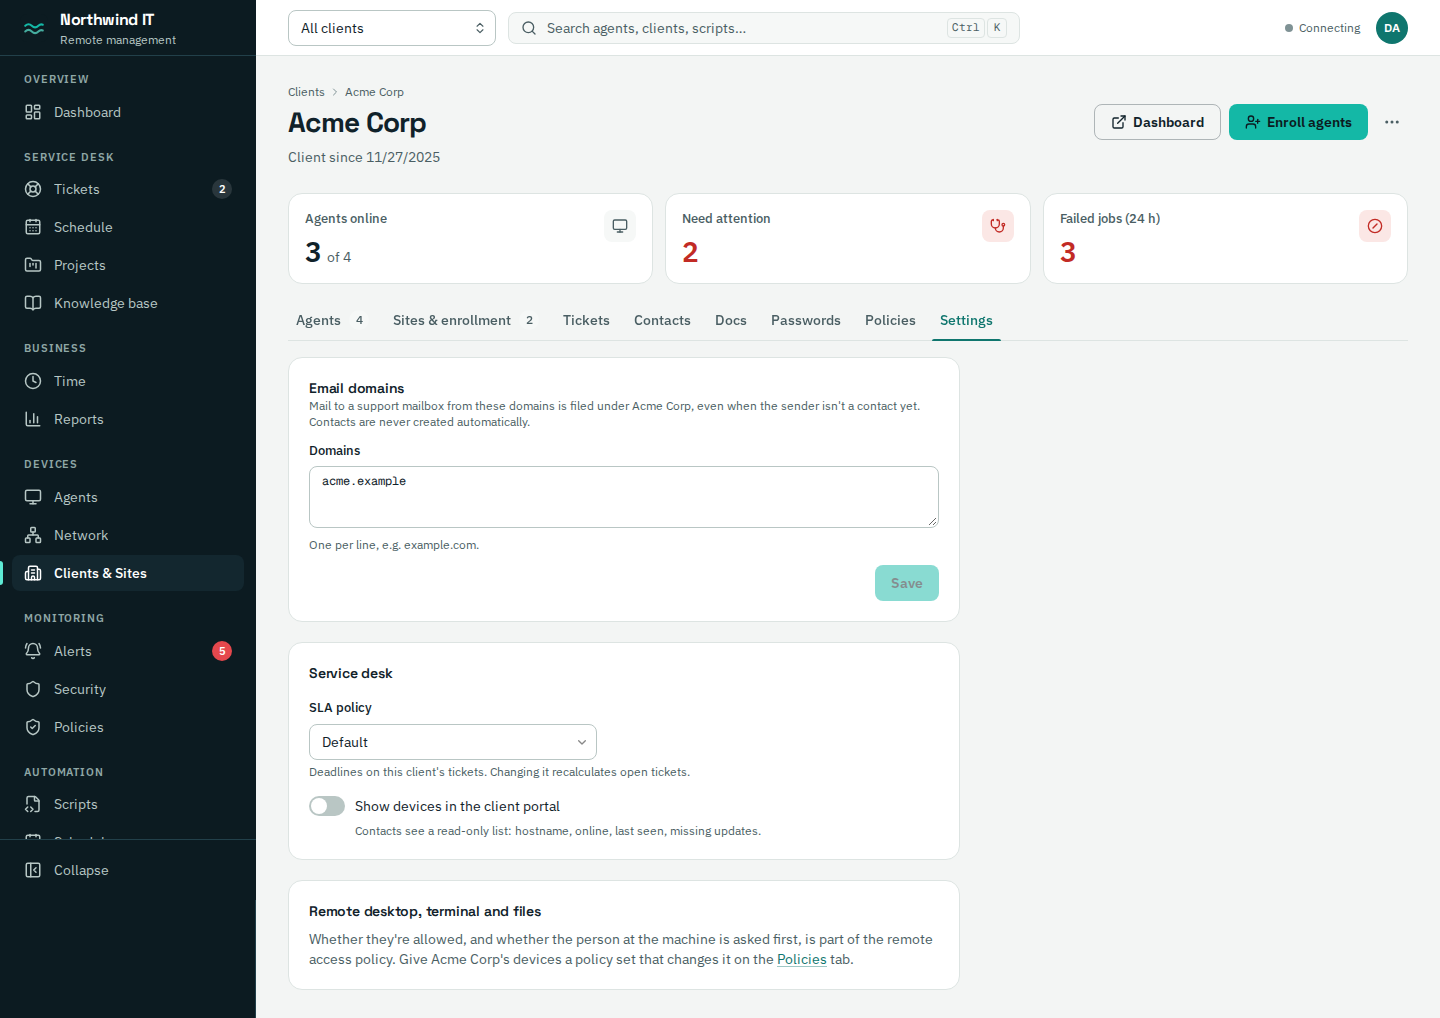 Northwind IT
Remote management
All clients
Search agents, clients, scripts...
Ctrl K
Connecting
DA
OVERVIEW
Dashboard
SERVICE DESK
Tickets 2
Schedule
Projects
Knowledge base
BUSINESS
Time
Reports
DEVICES
Agents
Network
Clients & Sites
MONITORING
Alerts 5
Security
Policies
AUTOMATION
Scripts
Collapse
Clients > Acme Corp
Acme Corp
Client since 11/27/2025
Dashboard
Enroll agents
Agents online
3 of 4
Need attention
2
Failed jobs (24 h)
3
Agents 4
Sites & enrollment 2
Tickets
Contacts
Docs
Passwords
Policies
Settings
Email domains
Mail to a support mailbox from these domains is filed under Acme Corp, even when the sender isn't a contact yet.
Contacts are never created automatically.
Domains
acme.example
One per line, e.g. example.com.
Save
Service desk
SLA policy
Default
Deadlines on this client's tickets. Changing it recalculates open tickets.
Show devices in the client portal
Contacts see a read-only list: hostname, online, last seen, missing updates.
Remote desktop, terminal and files
Whether they're allowed, and whether the person at the machine is asked first, is part of the remote
access policy. Give Acme Corp's devices a policy set that changes it on the Policies tab.